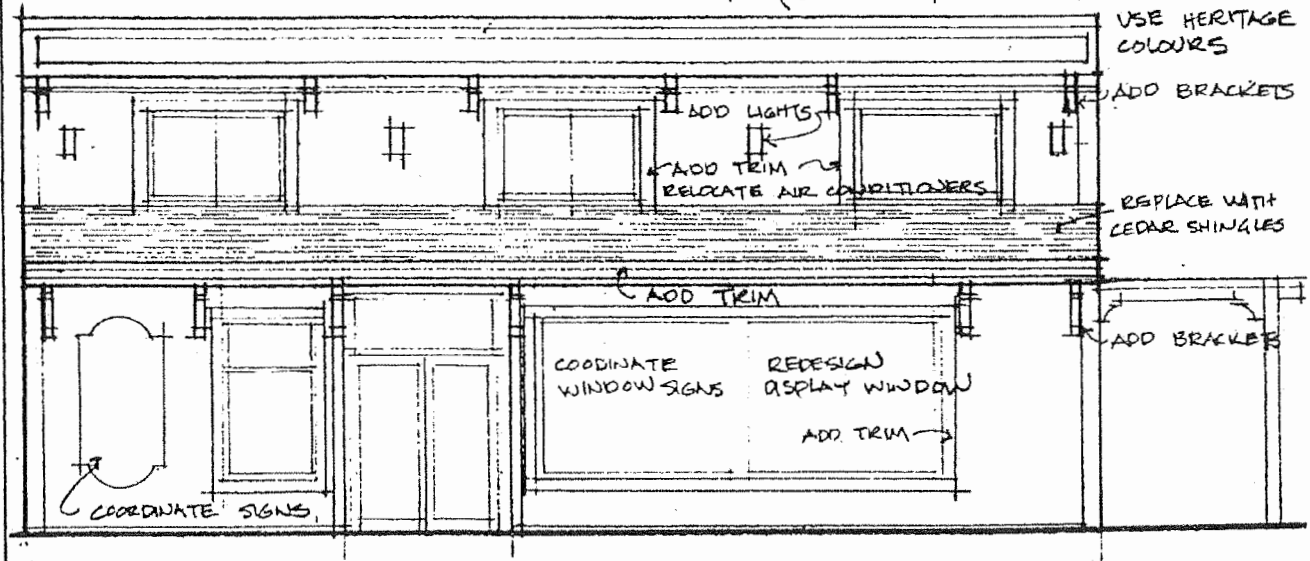 USE HERITAGE
COLOURS
ADD BRACKETS
ADD LIGHTS
ADD TRIM
RELOCATE AIR CONDITIONERS
REPLACE WITH
CEDAR SHINGLES
ADD TRIM
ADD BRACKETS
COODINATE
WINDOW SIGNS
REDESIGN
DISPLAY WINDOW
ADD TRIM
COORDINATE SIGNS